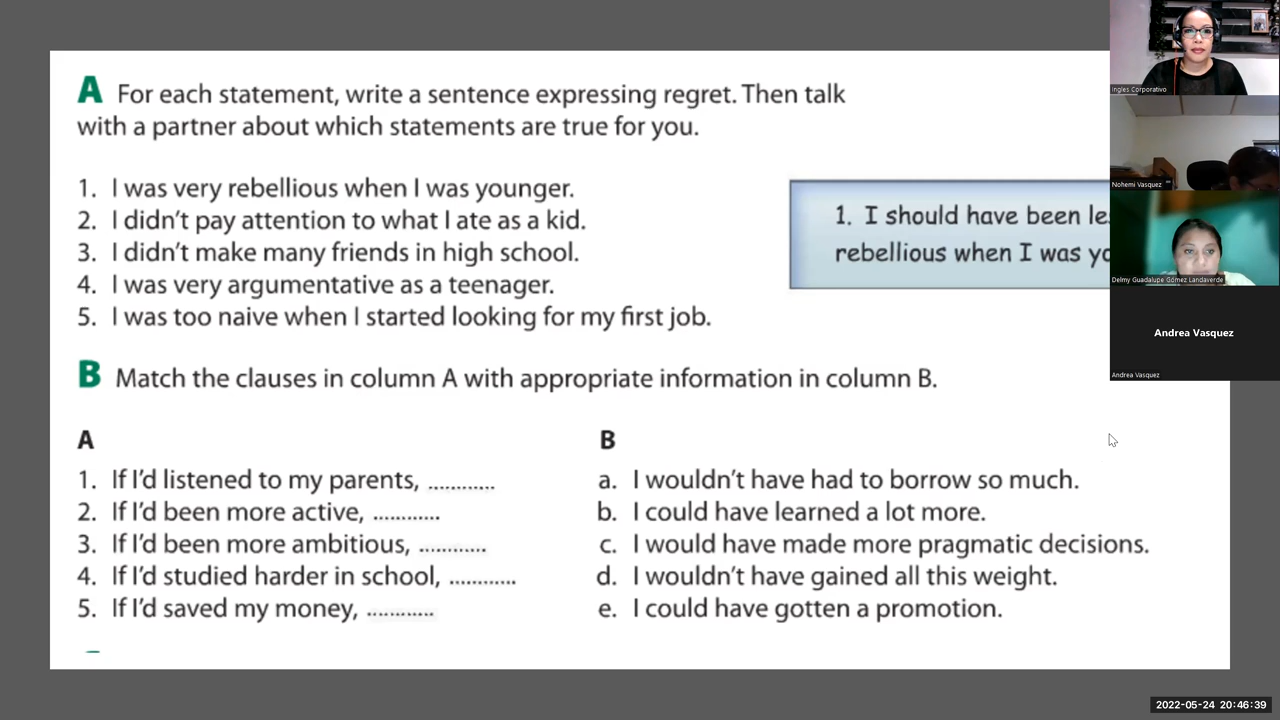 A For each statement, write a sentence expressing regret. Then talk
with a partner about which statements are true for you.
1. I was very rebellious when I was younger.
2. I didn't pay attention to what I ate as a kid.
3. I didn't make many friends in high school.
4. I was very argumentative as a teenager.
5. I was too naive when I started looking for my first job.
1. I should have been le
rebellious when I was yo
B Match the clauses in column A with appropriate information in column B.
A
1. If I'd listened to my parents, ............
2. If I'd been more active, ............
3. If I'd been more ambitious, ............
4. If I'd studied harder in school, ............
5. If I'd saved my money, ............
B
a. I wouldn't have had to borrow so much.
b. I could have learned a lot more.
c. I would have made more pragmatic decisions.
d. I wouldn't have gained all this weight.
e. I could have gotten a promotion.
Ingles Corporativo
Nohemi Vasquez
Delmy Guadalupe Gómez Landaverde
Andrea Vasquez
Andrea Vasquez
2022-05-24 20:46:39